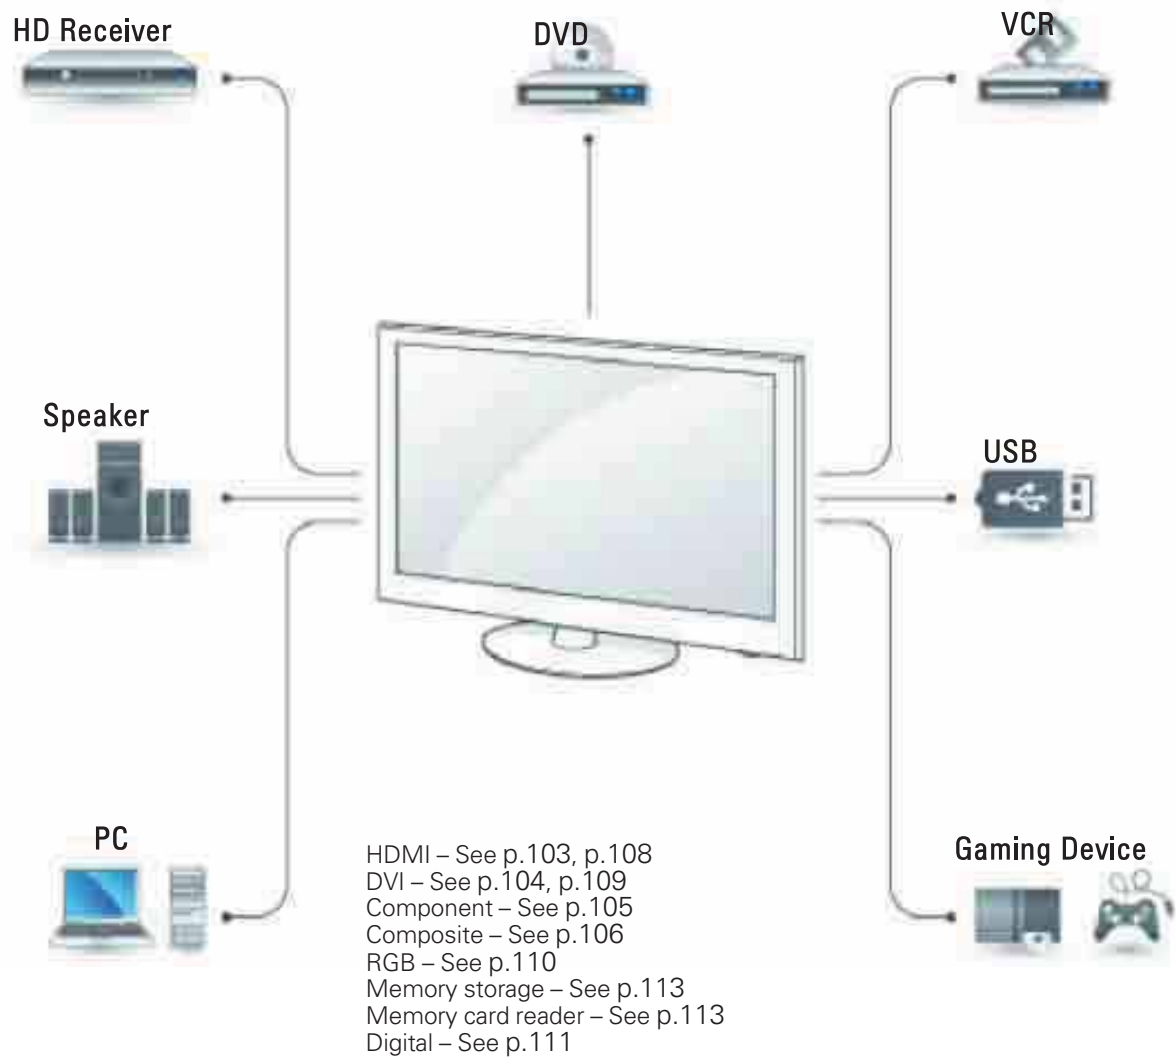 HD Receiver
DVD
VCR
Speaker
USB
PC
Gaming Device
HDMI – See p.103, p.108
DVI – See p.104, p.109
Component – See p.105
Composite – See p.106
RGB – See p.110
Memory storage – See p.113
Memory card reader – See p.113
Digital – See p.111